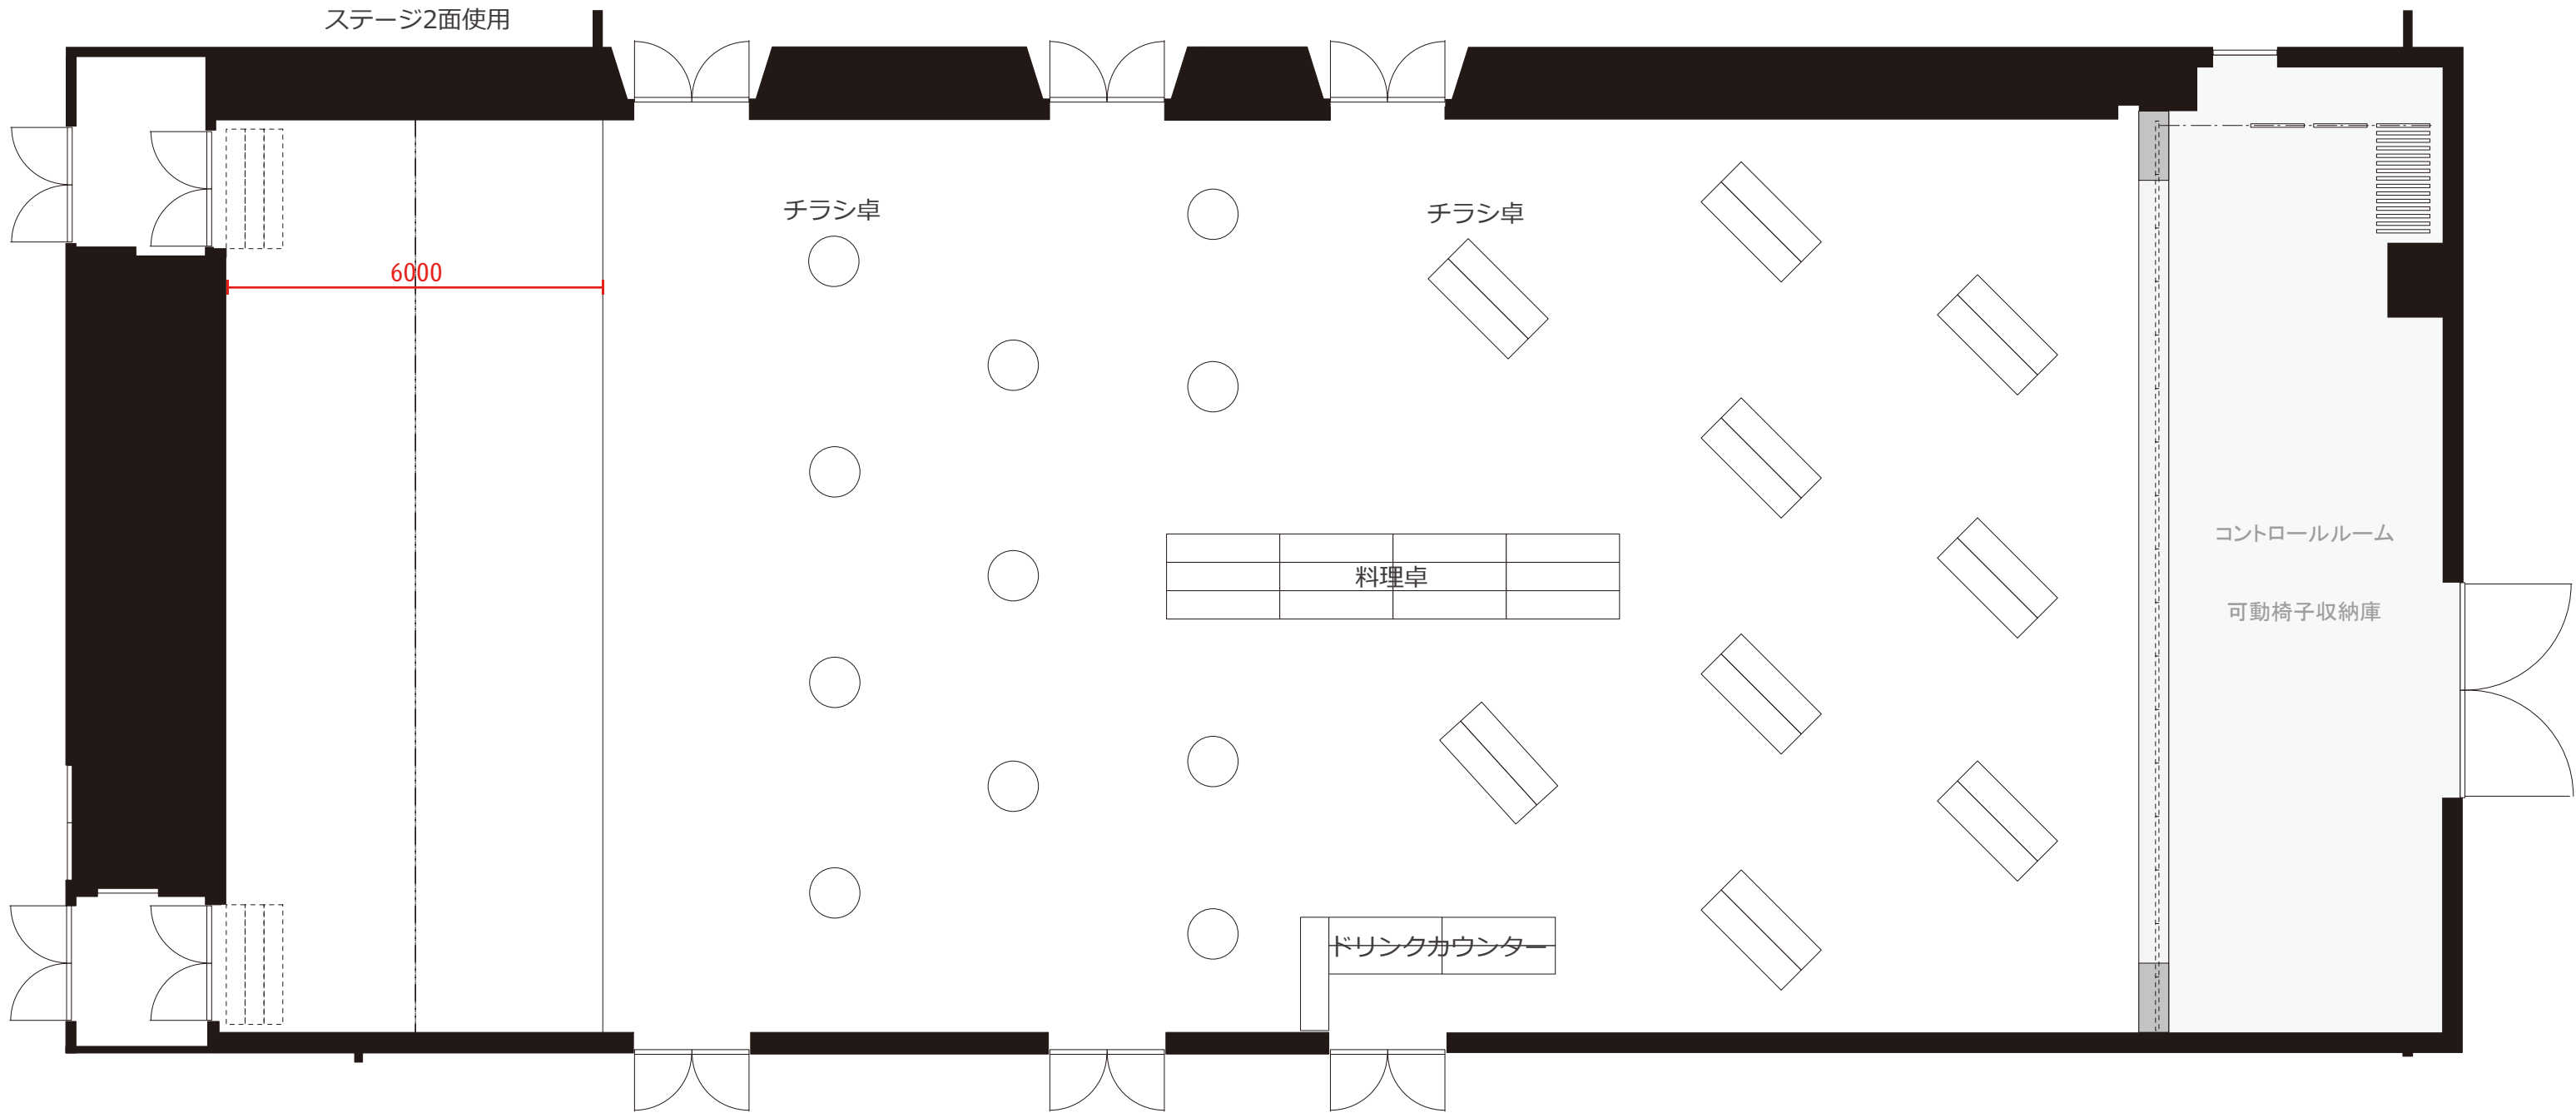 ステージ2面使用
チラシ卓
チラシ卓
6000
コントロールルーム
料理卓
可動椅子収納庫
ドリンクカウンター